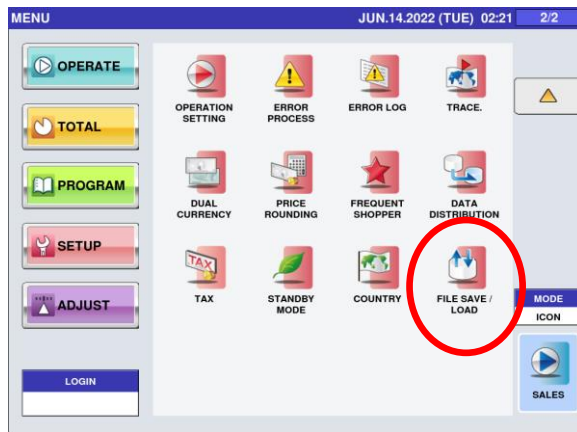 MENU
JUN.14.2022 (TUE) 02:21
2/2
OPERATE
TOTAL
PROGRAM
SETUP
ADJUST
LOGIN
OPERATION
SETTING
ERROR
PROCESS
ERROR LOG
TRACE.
DUAL
CURRENCY
PRICE
ROUNDING
FREQUENT
SHOPPER
DATA
DISTRIBUTION
TAX
TAX
STANDBY
MODE
COUNTRY
FILE SAVE /
LOAD
MODE
ICON
SALES